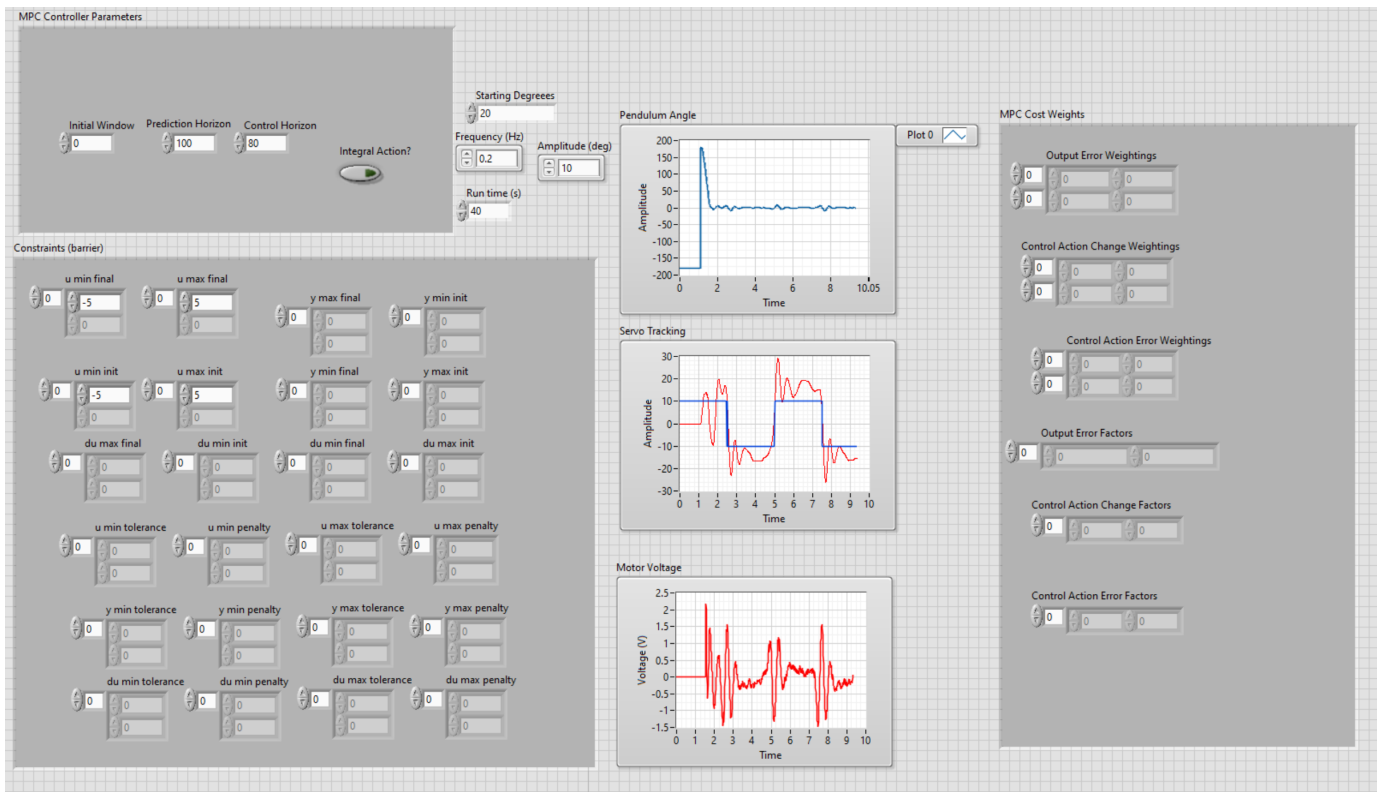 MPC Controller Parameters
Initial Window
0
Prediction Horizon
100
Control Horizon
80
Integral Action?
Starting Degreees
20
Frequency (Hz)
0.2
Amplitude (deg)
10
Run time (s)
40
Constraints (barrier)
u min final
0 -5
0
u max final
0 5
0
y max final
0 0
0
y min init
0 0
0
u min init
0 -5
0
u max init
0 5
0
y min final
0 0
0
y max init
0 0
0
du max final
0 0
0
du min init
0 0
0
du min final
0 0
0
du max init
0 0
0
u min tolerance
0 0
0
u min penalty
0 0
0
u max tolerance
0 0
0
u max penalty
0 0
0
y min tolerance
0 0
0
y min penalty
0 0
0
y max tolerance
0 0
0
y max penalty
0 0
0
du min tolerance
0 0
0
du min penalty
0 0
0
du max tolerance
0 0
0
du max penalty
0 0
0
Pendulum Angle
Plot 0
200
150
100
50
0
-50
-100
-150
-200
Amplitude
0 2 4 6 8 10.05
Time
Servo Tracking
30
20
10
0
-10
-20
-30
Amplitude
0 1 2 3 4 5 6 7 8 9 10
Time
Motor Voltage
2.5
2
1.5
1
0.5
0
-0.5
-1
-1.5
Voltage (V)
0 1 2 3 4 5 6 7 8 9 10
Time
MPC Cost Weights
Output Error Weightings
0 0 0
0 0 0
Control Action Change Weightings
0 0 0
0 0 0
Control Action Error Weightings
0 0 0
0 0 0
Output Error Factors
0 0 0
Control Action Change Factors
0 0 0
Control Action Error Factors
0 0 0